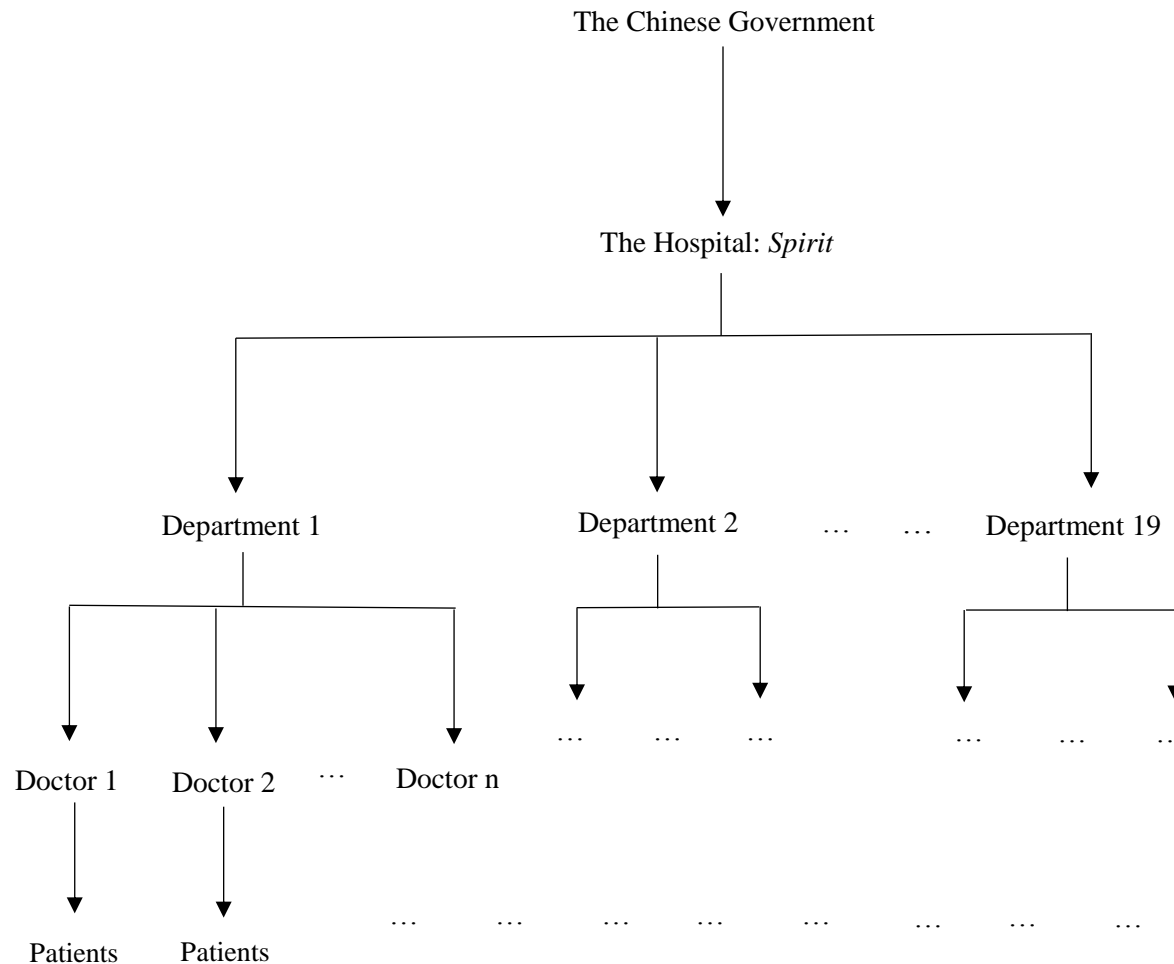 The Chinese Government
The Hospital: Spirit
Department 1
Department 2
… …
Department 19
… … …
… … …
Doctor 1
Doctor 2
…
Doctor n
Patients
Patients
… … … … … … … …